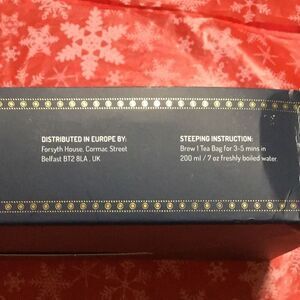 DISTRIBUTED IN EUROPE BY:
Forsyth House, Cormac Street
Belfast BT2 8LA . UK
STEEPING INSTRUCTION:
Brew 1 Tea Bag for 3-5 mins in
200 ml / 7 oz freshly boiled water.